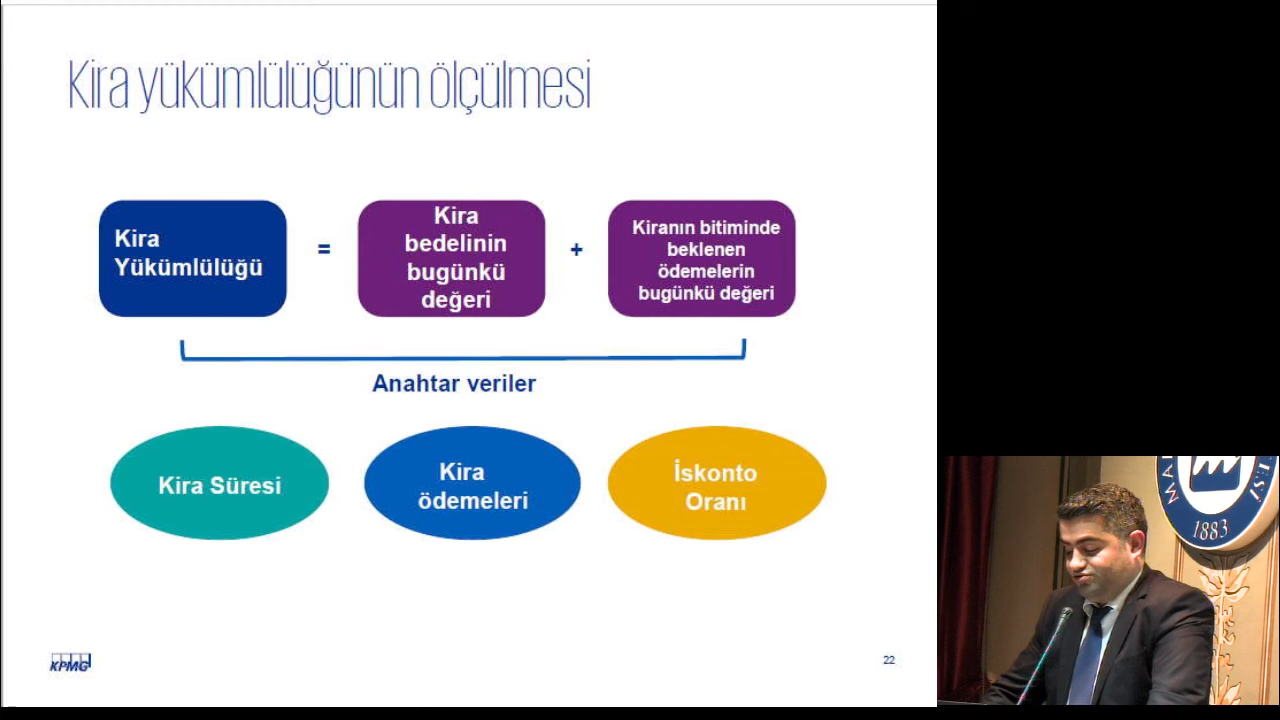 Kira yükümlülüğünün ölçülmesi
Kira
Yükümlülüğü
=
Kira
bedelinin
bugünkü
değeri
+
Kiranın bitiminde
beklenen
ödemelerin
bugünkü değeri
Anahtar veriler
Kira Süresi
Kira
ödemeleri
İskonto
Oranı
KPMG
22
1883